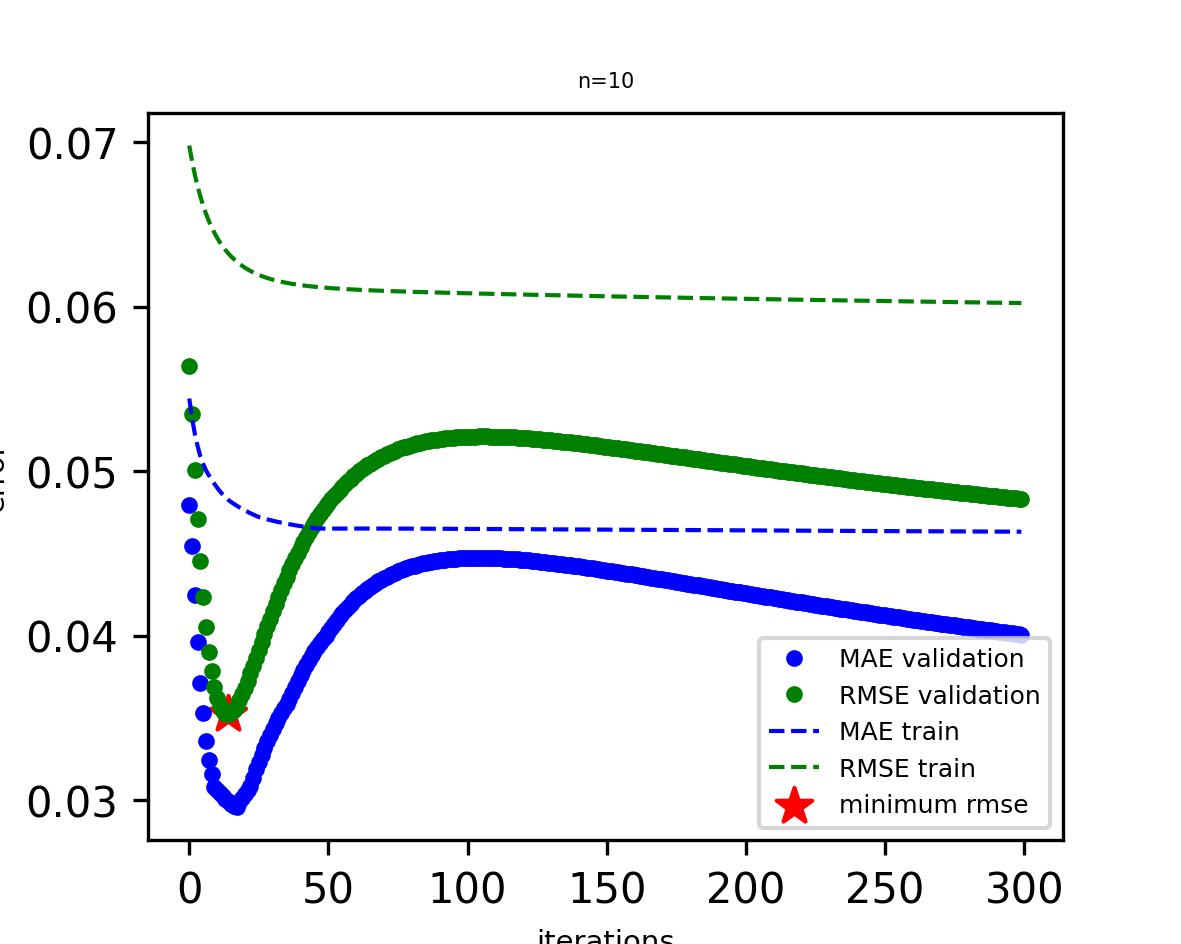 n=10
0.07
0.06
0.05
0.04
0.03
0
50
100
150
200
250
300
iterations
MAE validation
RMSE validation
MAE train
RMSE train
minimum rmse